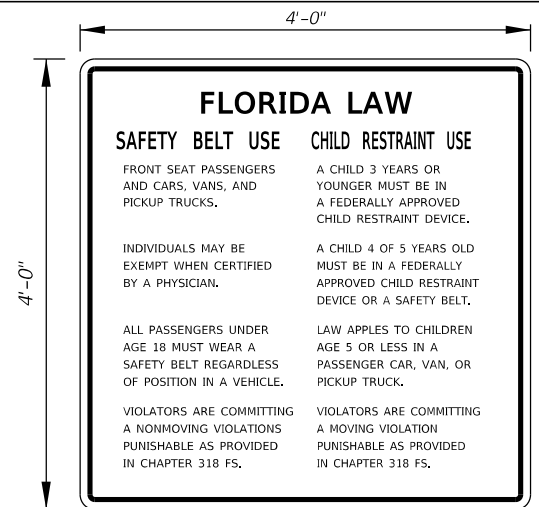 4'-0"
4'-0"
FLORIDA LAW
SAFETY BELT USE
FRONT SEAT PASSENGERS
AND CARS, VANS, AND
PICKUP TRUCKS.
INDIVIDUALS MAY BE
EXEMPT WHEN CERTIFIED
BY A PHYSICIAN.
ALL PASSENGERS UNDER
AGE 18 MUST WEAR A
SAFETY BELT REGARDLESS
OF POSITION IN A VEHICLE.
VIOLATORS ARE COMMITTING
A NONMOVING VIOLATIONS
PUNISHABLE AS PROVIDED
IN CHAPTER 318 FS.
CHILD RESTRAINT USE
A CHILD 3 YEARS OR
YOUNGER MUST BE IN
A FEDERALLY APPROVED
CHILD RESTRAINT DEVICE.
A CHILD 4 OF 5 YEARS OLD
MUST BE IN A FEDERALLY
APPROVED CHILD RESTRAINT
DEVICE OR A SAFETY BELT.
LAW APPLES TO CHILDREN
AGE 5 OR LESS IN A
PASSENGER CAR, VAN, OR
PICKUP TRUCK.
VIOLATORS ARE COMMITTING
A MOVING VIOLATION
PUNISHABLE AS PROVIDED
IN CHAPTER 318 FS.